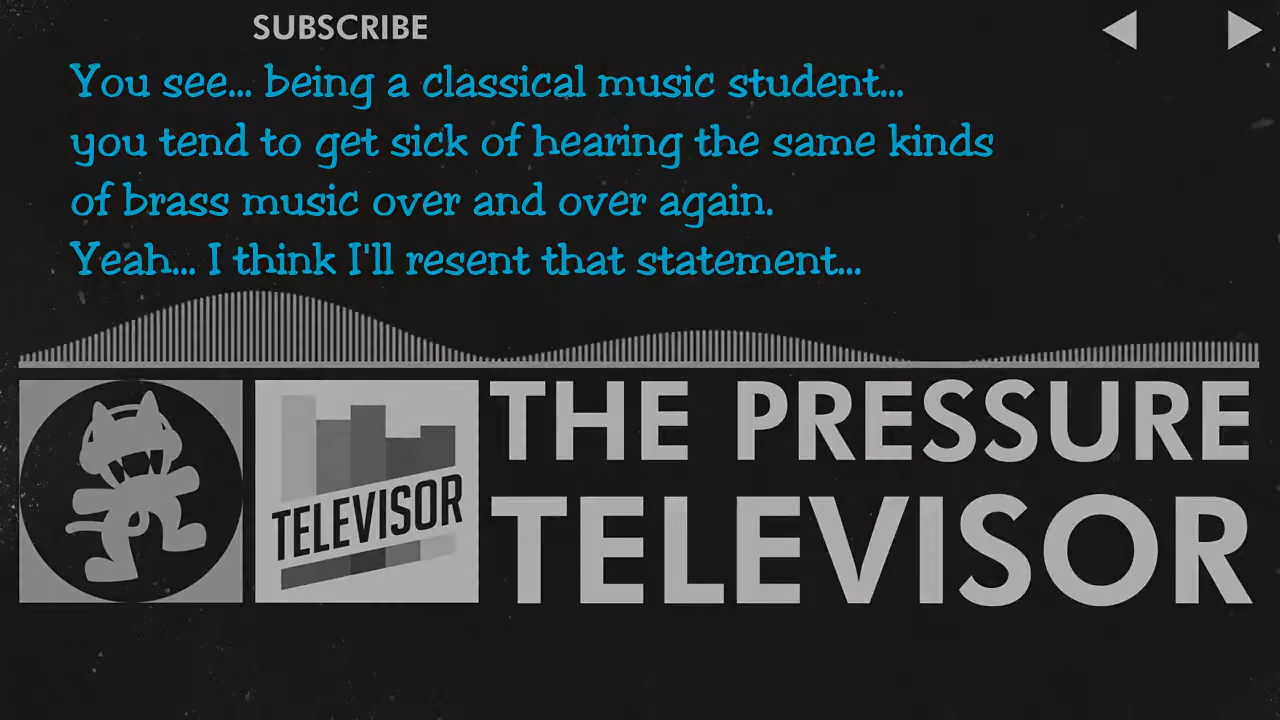 SUBSCRIBE
You see... being a classical music student...
you tend to get sick of hearing the same kinds
of brass music over and over again.
Yeah... I think I'll resent that statement...
TELEVISOR
THE PRESSURE
TELEVISOR